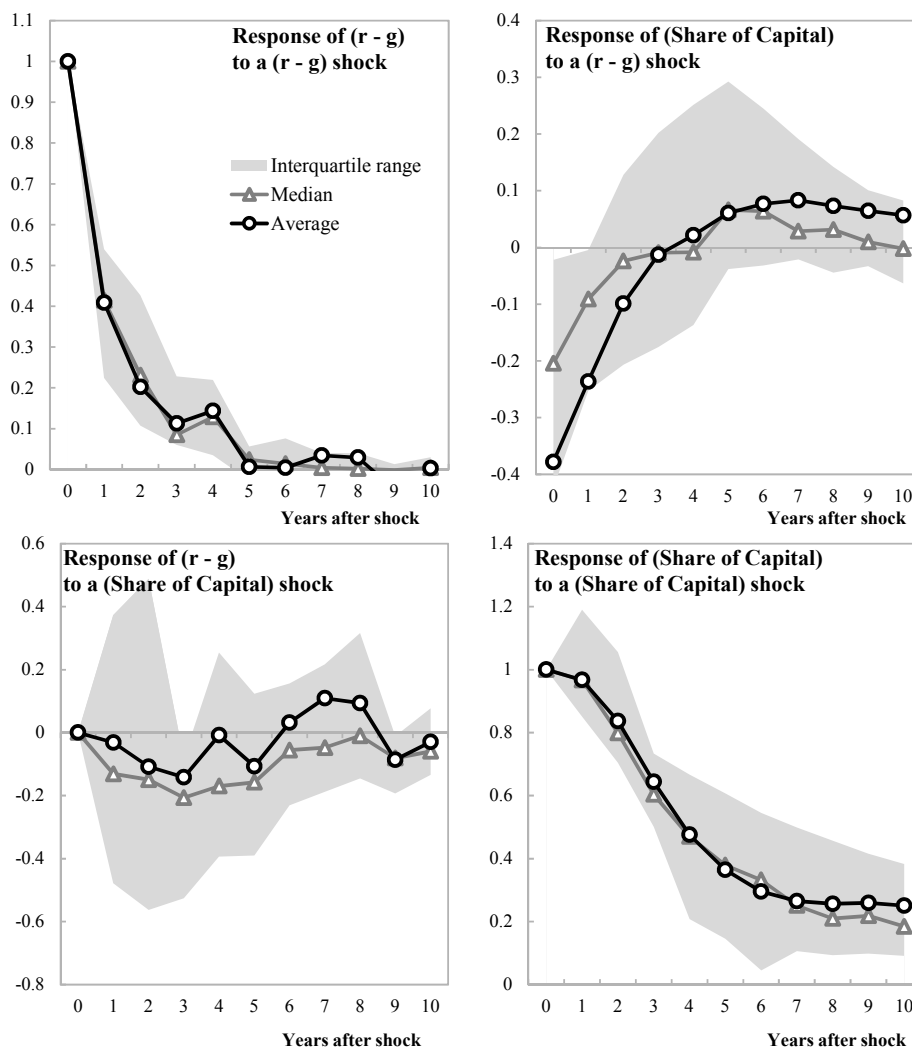 Response of (r - g)
to a (r - g) shock
1.1
1
0.9
0.8
0.7
0.6
0.5
0.4
0.3
0.2
0.1
0
Interquartile range
Median
Average
0 1 2 3 4 5 6 7 8 9 10
Years after shock
Response of (Share of Capital)
to a (r - g) shock
0.4
0.3
0.2
0.1
0
-0.1
-0.2
-0.3
-0.4
0 1 2 3 4 5 6 7 8 9 10
Years after shock
Response of (r - g)
to a (Share of Capital) shock
0.6
0.4
0.2
0
-0.2
-0.4
-0.6
-0.8
0 1 2 3 4 5 6 7 8 9 10
Years after shock
Response of (Share of Capital)
to a (Share of Capital) shock
1.4
1.2
1
0.8
0.6
0.4
0.2
0
0 1 2 3 4 5 6 7 8 9 10
Years after shock